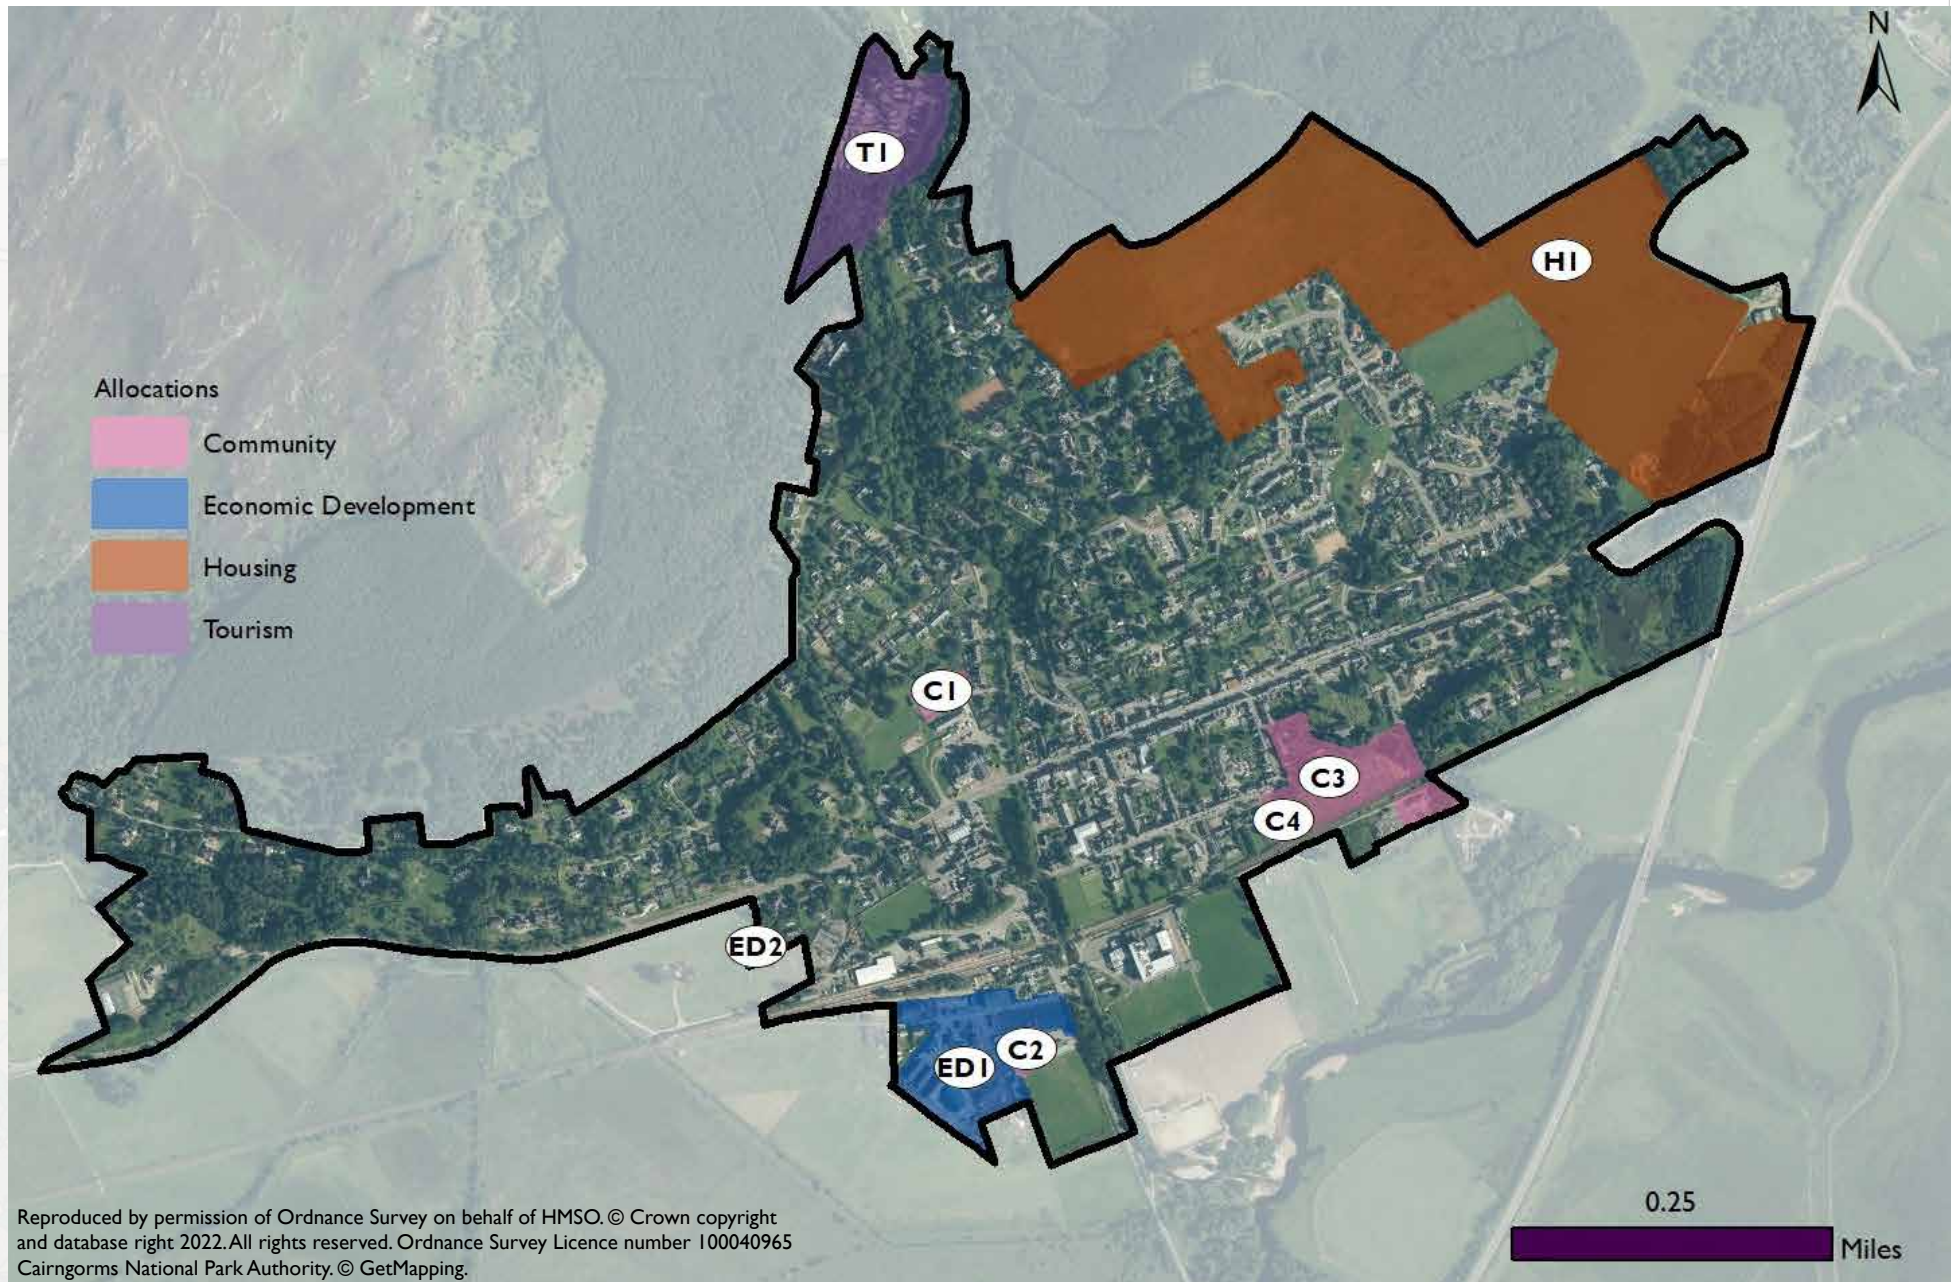 N
T1
H1
Allocations
Community
Economic Development
Housing
Tourism
C1
C3
C4
ED2
C2
ED1
0.25
Miles
Reproduced by permission of Ordnance Survey on behalf of HMSO. © Crown copyright
and database right 2022. All rights reserved. Ordnance Survey Licence number 100040965
Cairngorms National Park Authority. © GetMapping.